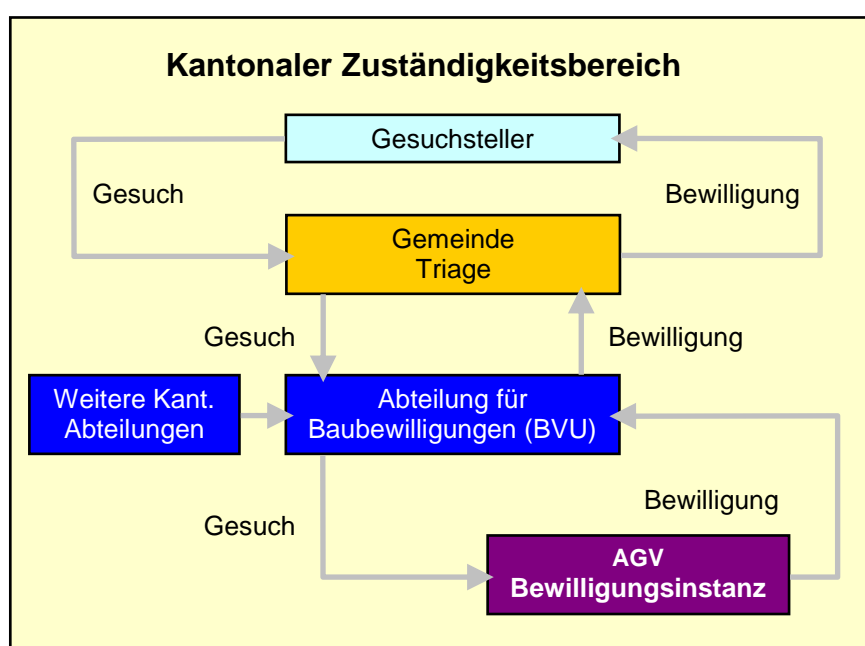 Kantonaler Zuständigkeitsbereich
Gesuchsteller
Gesuch
Bewilligung
Gemeinde
Triage
Gesuch
Bewilligung
Weitere Kant.
Abteilungen
Abteilung für
Baubewilligungen (BVU)
Bewilligung
Gesuch
AGV
Bewilligungsinstanz